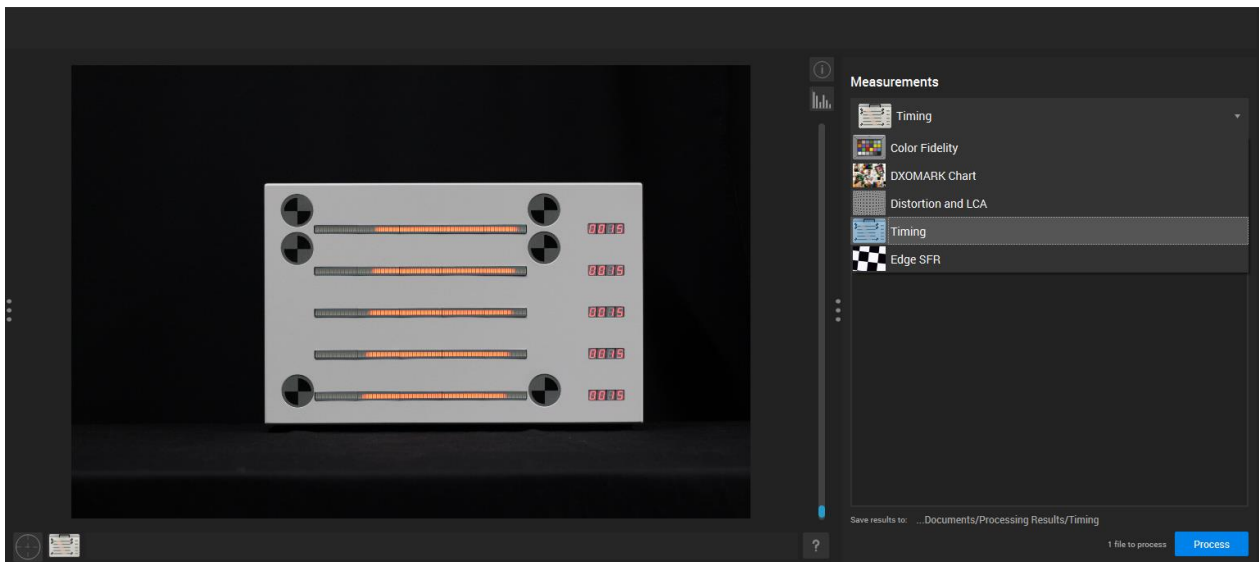 Measurements
Timing
Color Fidelity
DXOMARK Chart
Distortion and LCA
Timing
Edge SFR
Save results to: ...Documents/Processing Results/Timing
1 file to process
Process
?